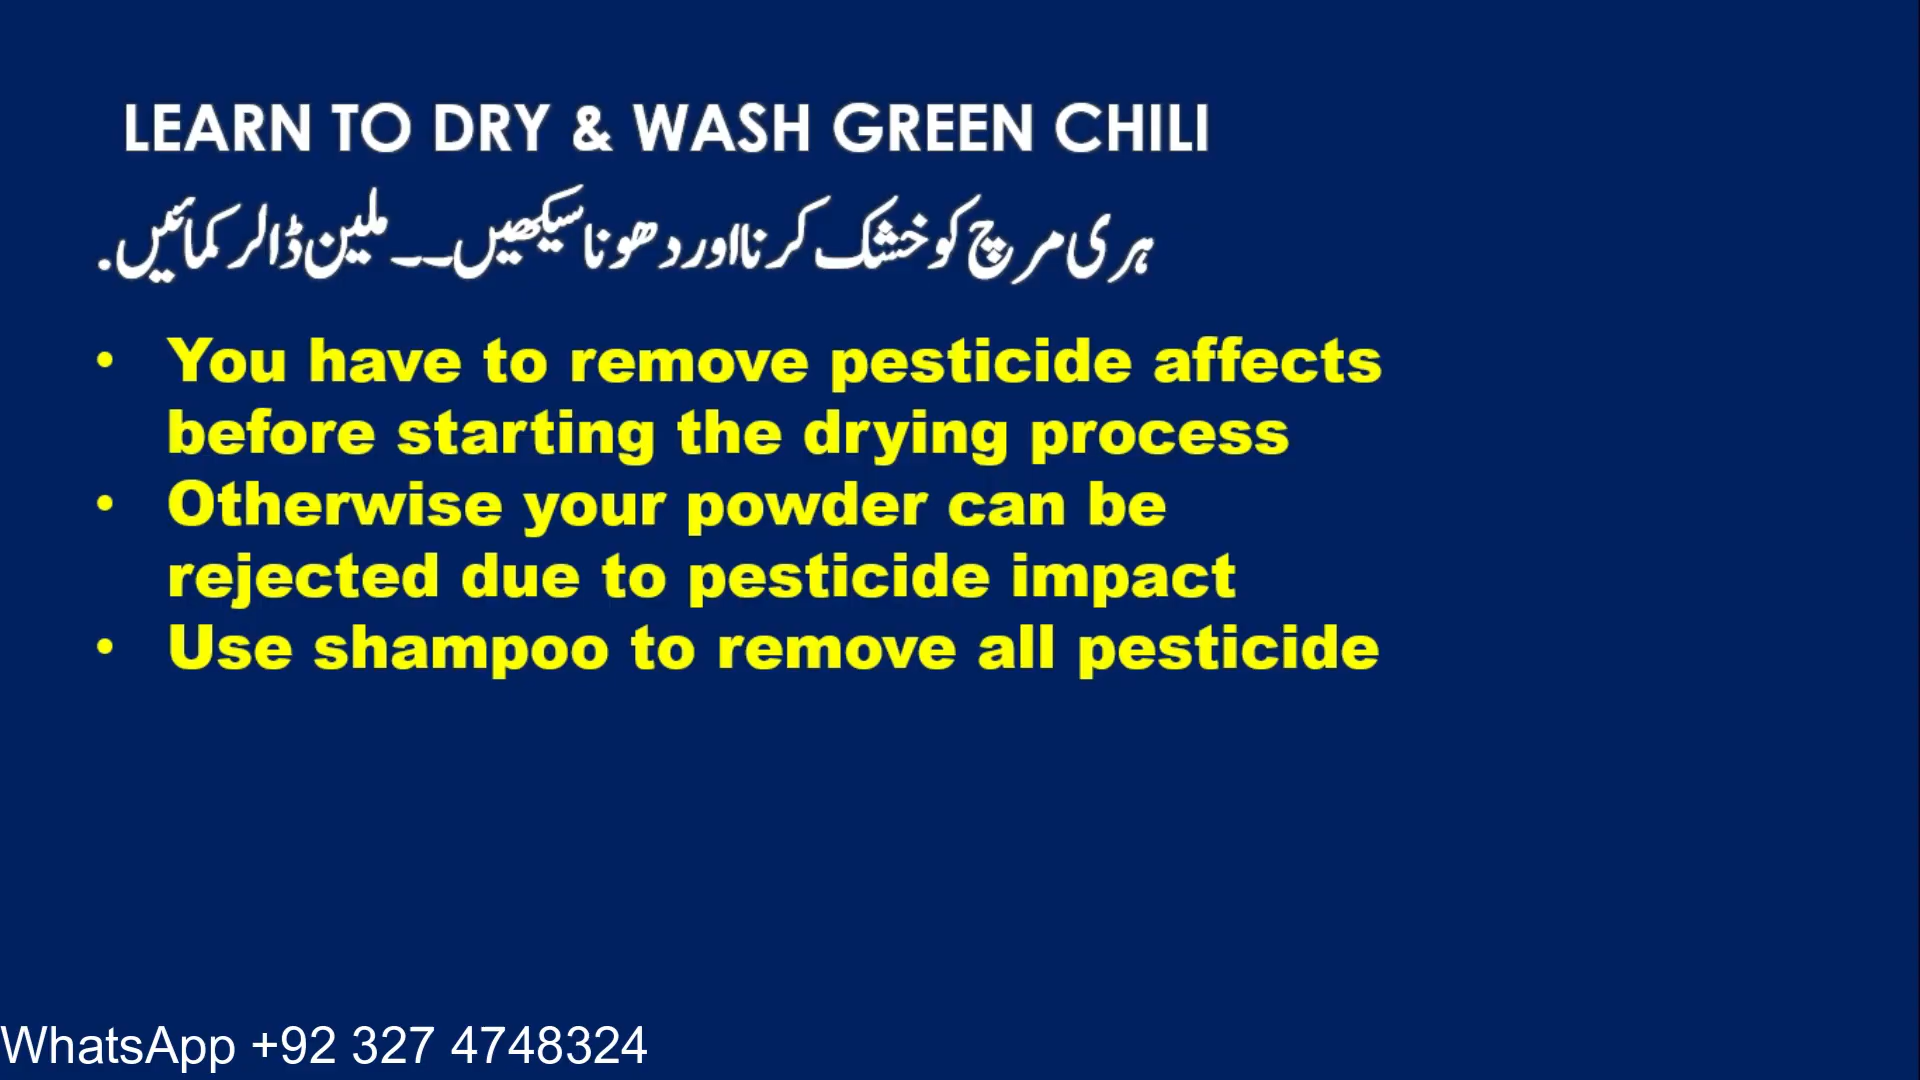 LEARN TO DRY & WASH GREEN CHILI
ہری مرچ کو خشک کرنا اور دھونا سیکھیں۔۔ ملین ڈالر کمائیں.
• You have to remove pesticide affects
before starting the drying process
• Otherwise your powder can be
rejected due to pesticide impact
• Use shampoo to remove all pesticide
WhatsApp +92 327 4748324